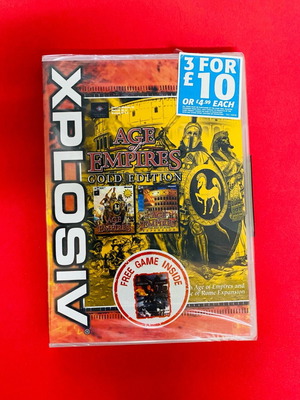 3 FOR
£10
OR £4.99 EACH
XPLOSIV
AGE
of
EMPIRES
GOLD EDITION
FREE GAME INSIDE
Age of Empires and
of Rome Expansion